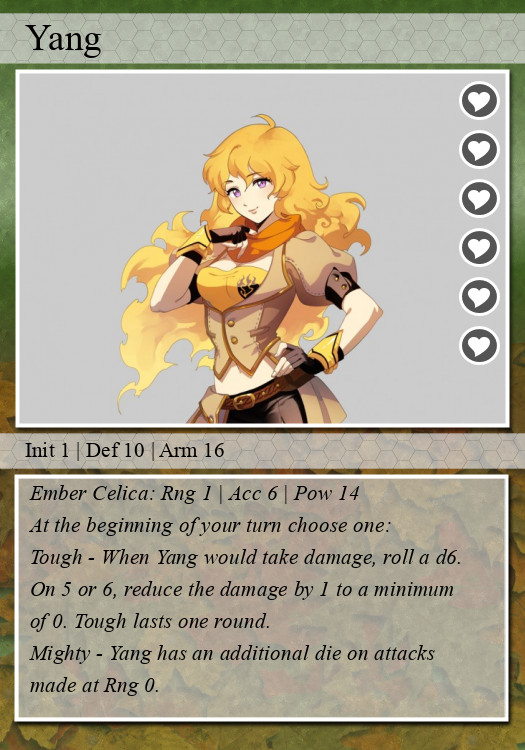 Yang
Init 1 | Def 10 | Arm 16
Ember Celica: Rng 1 | Acc 6 | Pow 14
At the beginning of your turn choose one:
Tough - When Yang would take damage, roll a d6.
On 5 or 6, reduce the damage by 1 to a minimum
of 0. Tough lasts one round.
Mighty - Yang has an additional die on attacks
made at Rng 0.